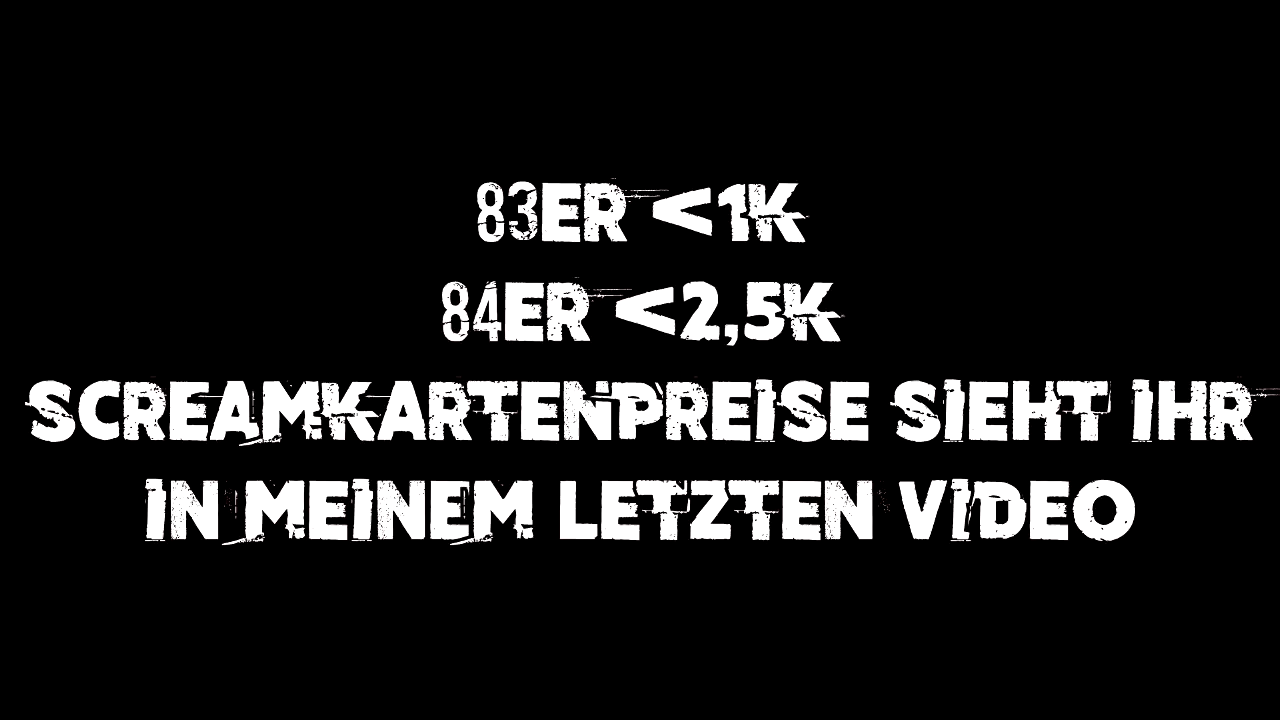 83ER <1K
84ER <2,5K
SCREAMKARTENPREISE SIEHT IHR
IN MEINEM LETZTEN VIDEO